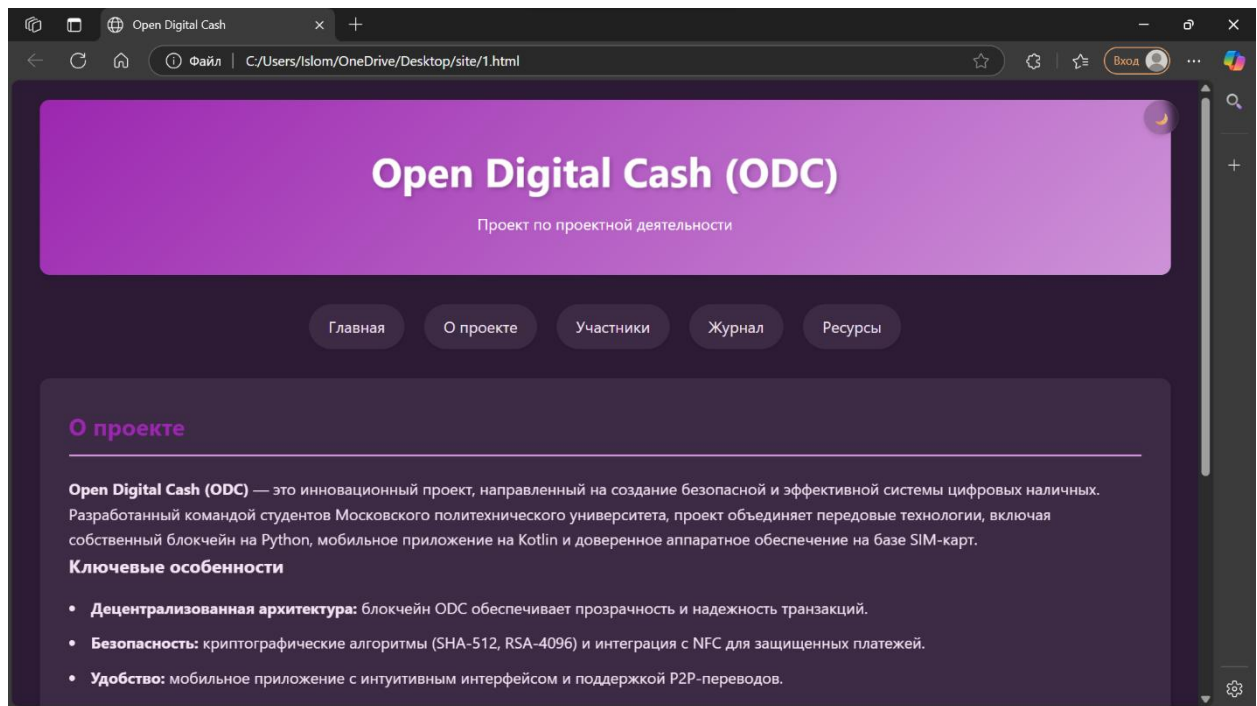 Open Digital Cash
Файл
C:/Users/Islom/OneDrive/Desktop/site/1.html
Вход
Open Digital Cash (ODC)
Проект по проектной деятельности
Главная
О проекте
Участники
Журнал
Ресурсы
О проекте
Open Digital Cash (ODC) — это инновационный проект, направленный на создание безопасной и эффективной системы цифровых наличных.
Разработанный командой студентов Московского политехнического университета, проект объединяет передовые технологии, включая
собственный блокчейн на Python, мобильное приложение на Kotlin и доверенное аппаратное обеспечение на базе SIM-карт.
Ключевые особенности
• Децентрализованная архитектура: блокчейн ODC обеспечивает прозрачность и надежность транзакций.
• Безопасность: криптографические алгоритмы (SHA-512, RSA-4096) и интеграция с NFC для защищенных платежей.
• Удобство: мобильное приложение с интуитивным интерфейсом и поддержкой P2P-переводов.